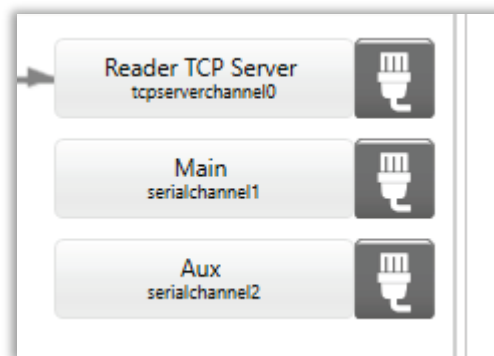 Reader TCP Server
tcpserverchannel0
Main
serialchannel1
Aux
serialchannel2